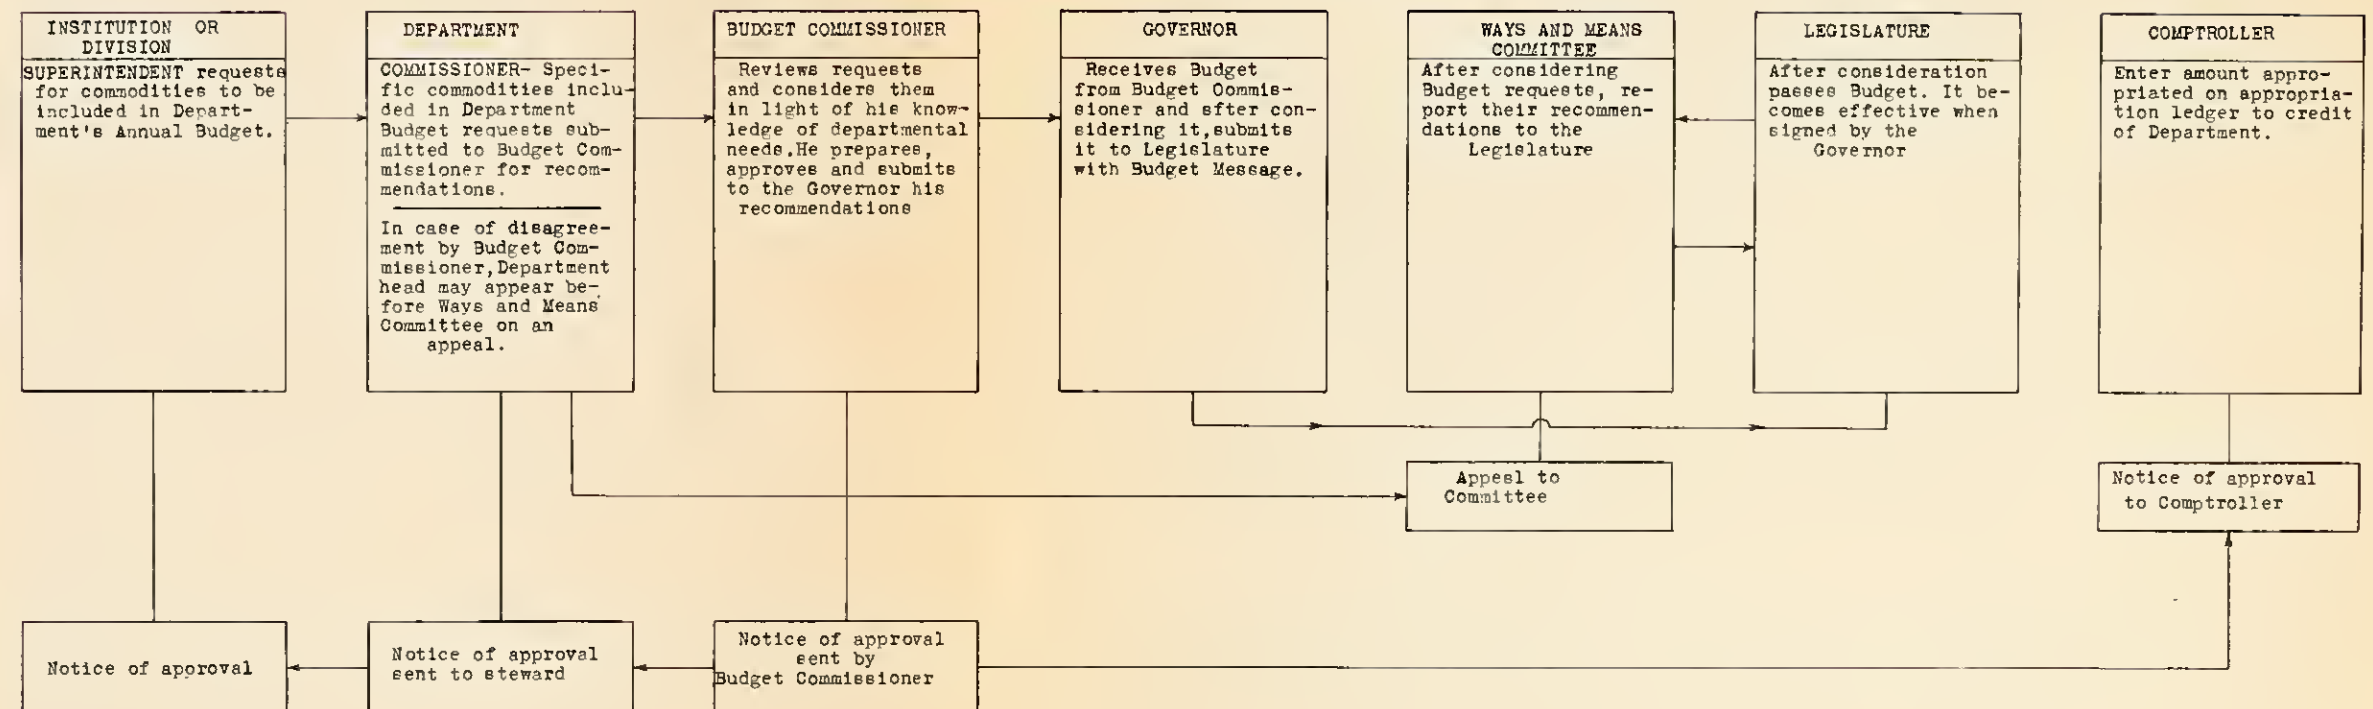 INSTITUTION OR
DIVISION
SUPERINTENDENT requests
for commodities to be
included in Depart-
ment's Annual Budget.
DEPARTMENT
COMMISSIONER- Speci-
fic commodities inclu-
ded in Department
Budget requests sub-
mitted to Budget Com-
missioner for recom-
mendations.
In case of disagree-
ment by Budget Com-
missioner, Department
head may appear be-
fore Ways and Means
Committee on an
appeal.
BUDGET COMMISSIONER
Reviews requests
and considers them
in light of his know-
ledge of departmental
needs.He prepares,
approves and submits
to the Governor his
recommendations
GOVERNOR
Receives Budget
from Budget Commis-
sioner and after con-
sidering it,submits
it to Legislature
with Budget Message.
WAYS AND MEANS
COMMITTEE
After considering
Budget requests, re-
port their recommen-
dations to the
Legislature
LEGISLATURE
After consideration
passes Budget. It be-
comes effective when
signed by the
Governor
COMPTROLLER
Enter amount appro-
priated on appropria-
tion ledger to credit
of Department.
Appeal to
Committee
Notice of approval
to Comptroller
Notice of approval
Notice of approval
sent to steward
Notice of approval
sent by
Budget Commissioner